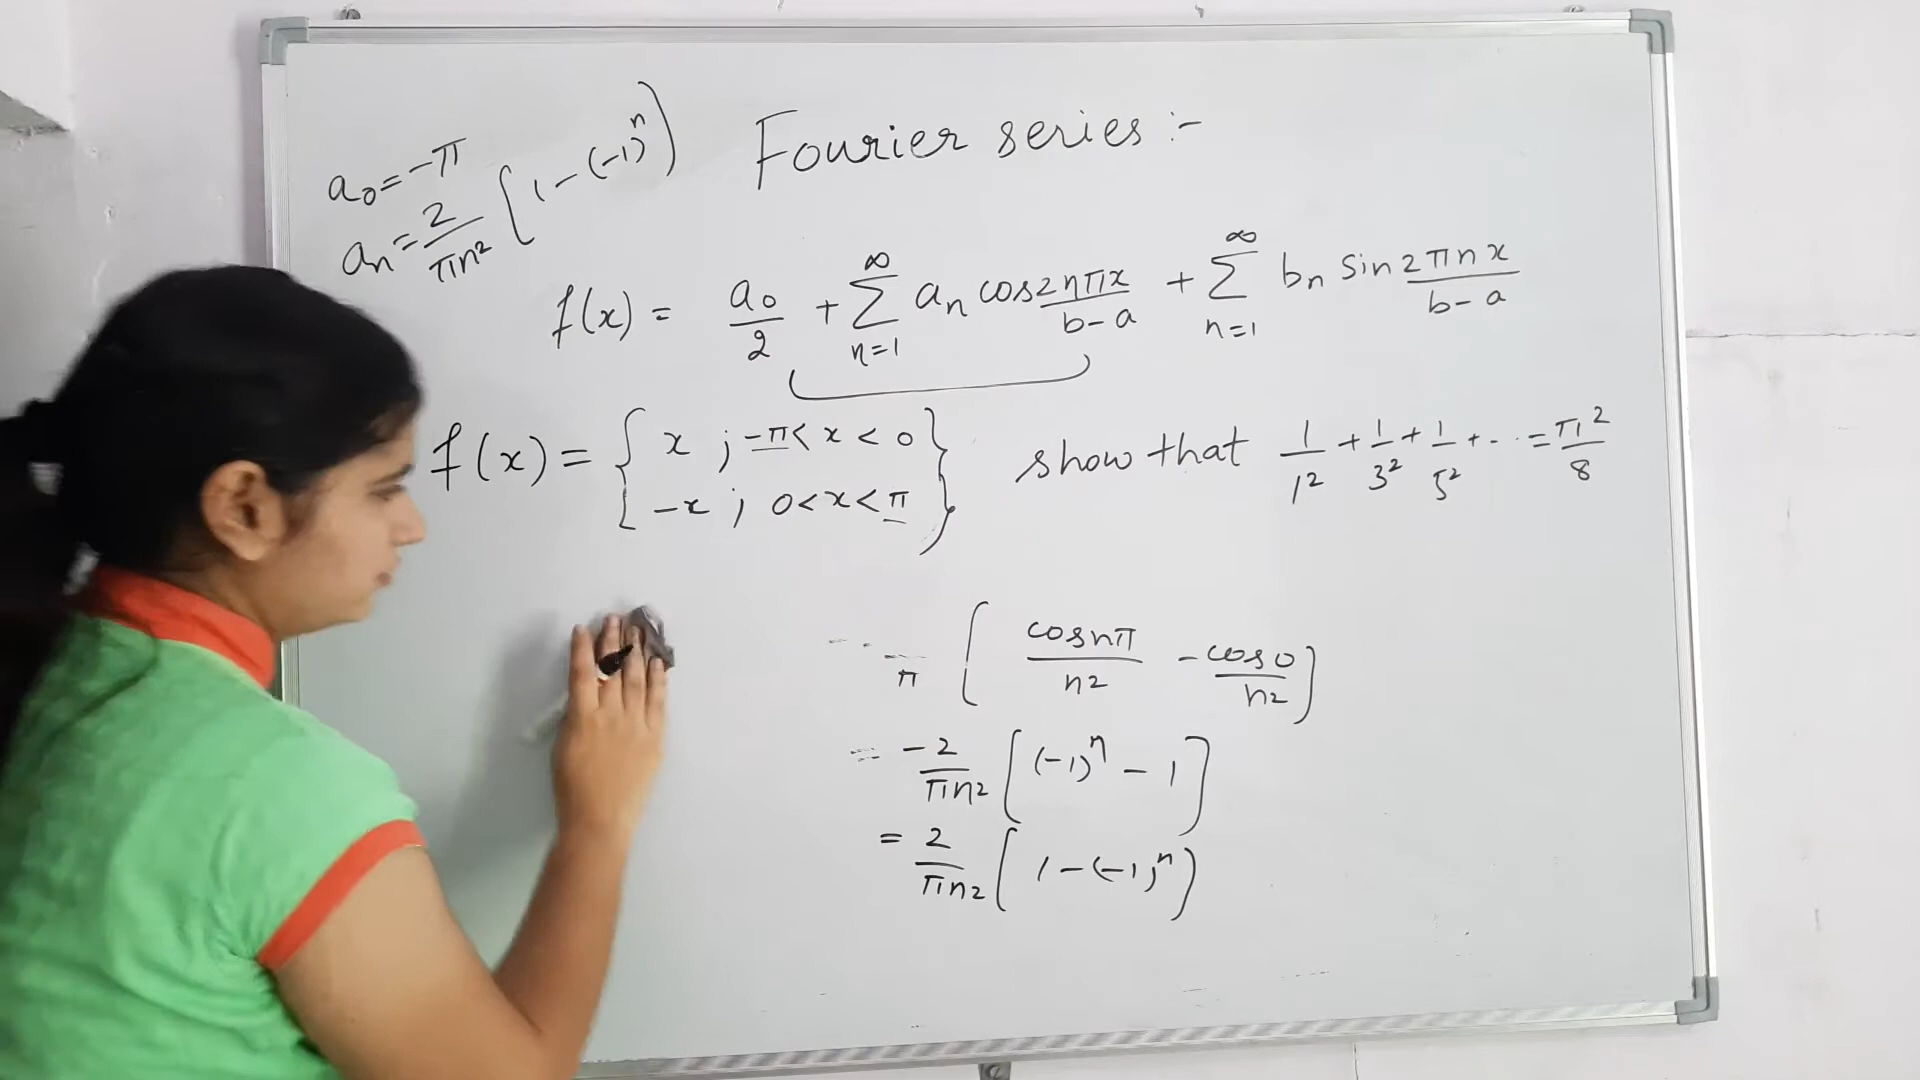 a₀ = -π
aₙ = 2/πn² [1 - (-1)ⁿ]
Fourier series :-
f(x) = a₀/2 + ∑_{n=1}^{∞} aₙ cos 2nπx/b-a + ∑_{n=1}^{∞} bₙ sin 2πnx/b-a
f(x) = { x ; -π < x < 0
-x ; 0 < x < π }
show that 1/1² + 1/3² + 1/5² + ... = π²/8
π [ cos nπ/n² - cos 0/n² ]
= -2/πn² [ (-1)ⁿ - 1 ]
= 2/πn² [ 1 - (-1)ⁿ ]